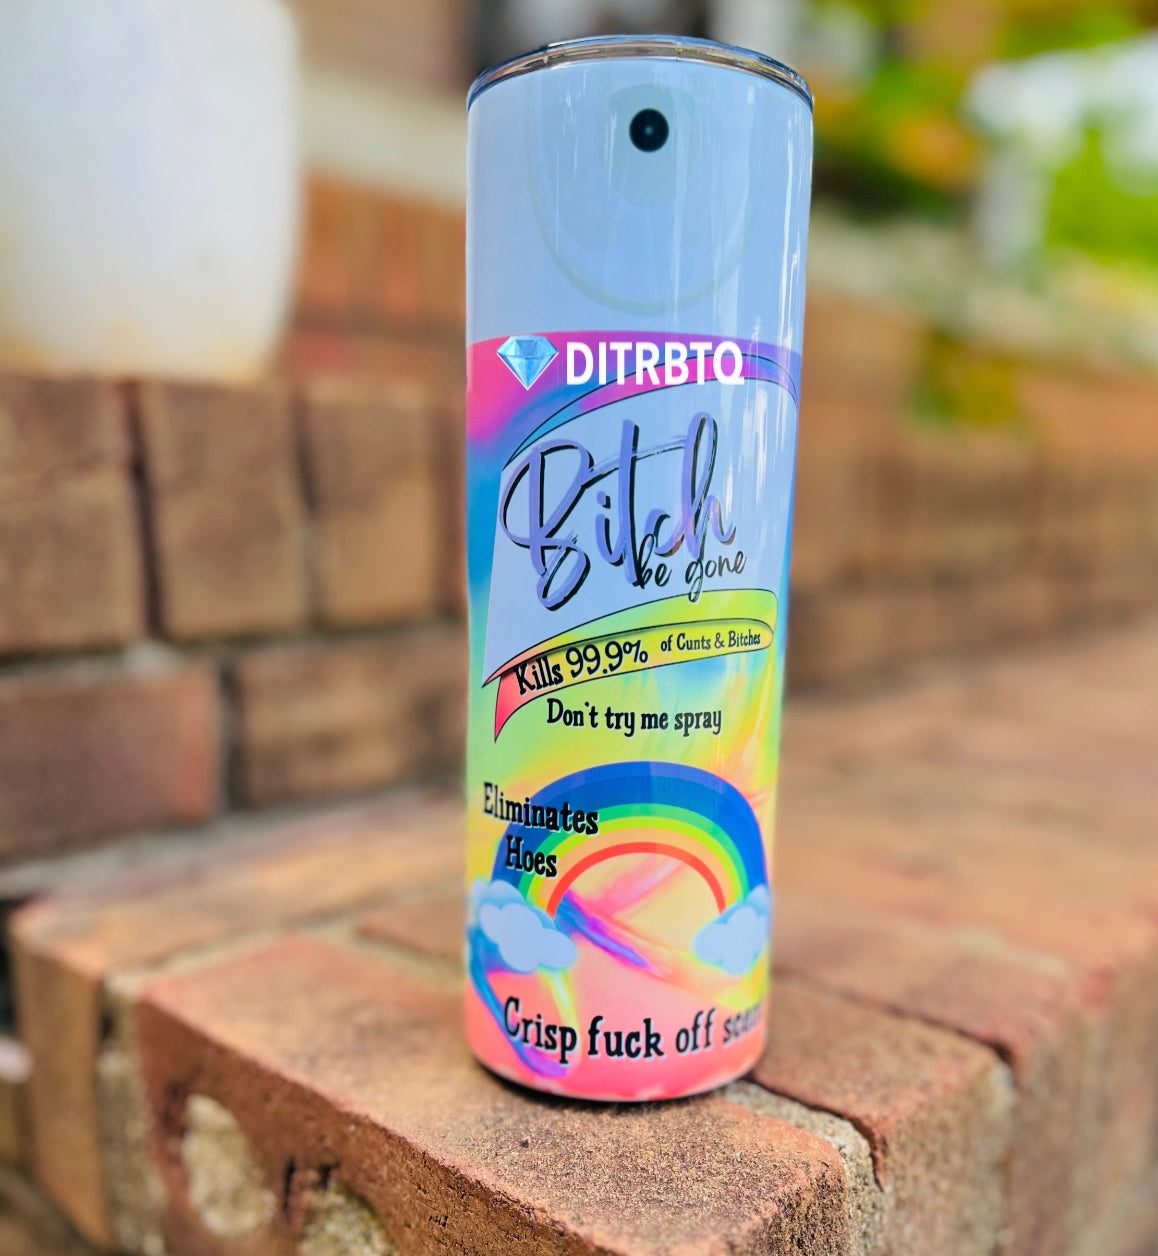 DITRBTQ
Bitch
be gone
Kills 99.9% of Cunts & Bitches
Don't try me spray
Eliminates
Hoes
Crisp fuck off scent